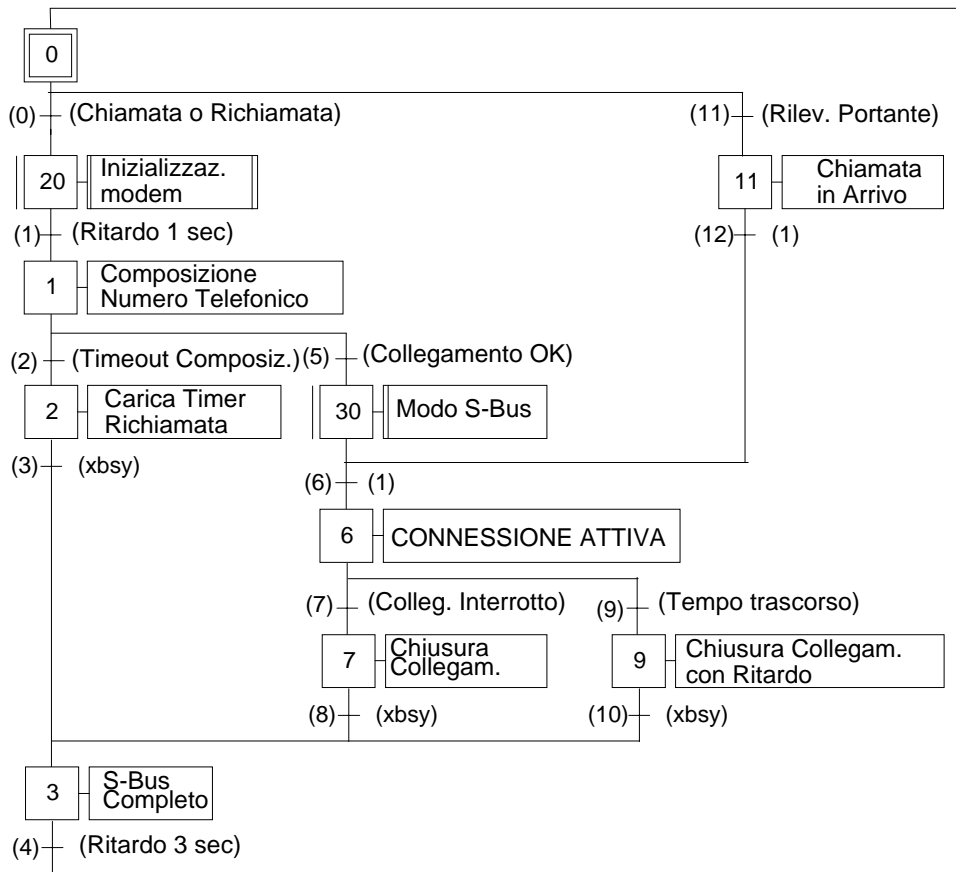 0
(0) (Chiamata o Richiamata)
(11) (Rilev. Portante)
20
Inizializzaz.
modem
11
Chiamata
in Arrivo
(1) (Ritardo 1 sec)
(12) (1)
1
Composizione
Numero Telefonico
(2) (Timeout Composiz.)
(5) (Collegamento OK)
2
Carica Timer
Richiamata
30
Modo S-Bus
(3) (xbsy)
(6) (1)
6
CONNESSIONE ATTIVA
(7) (Colleg. Interrotto)
(9) (Tempo trascorso)
7
Chiusura
Collegam.
9
Chiusura Collegam.
con Ritardo
(8) (xbsy)
(10) (xbsy)
3
S-Bus
Completo
(4) (Ritardo 3 sec)